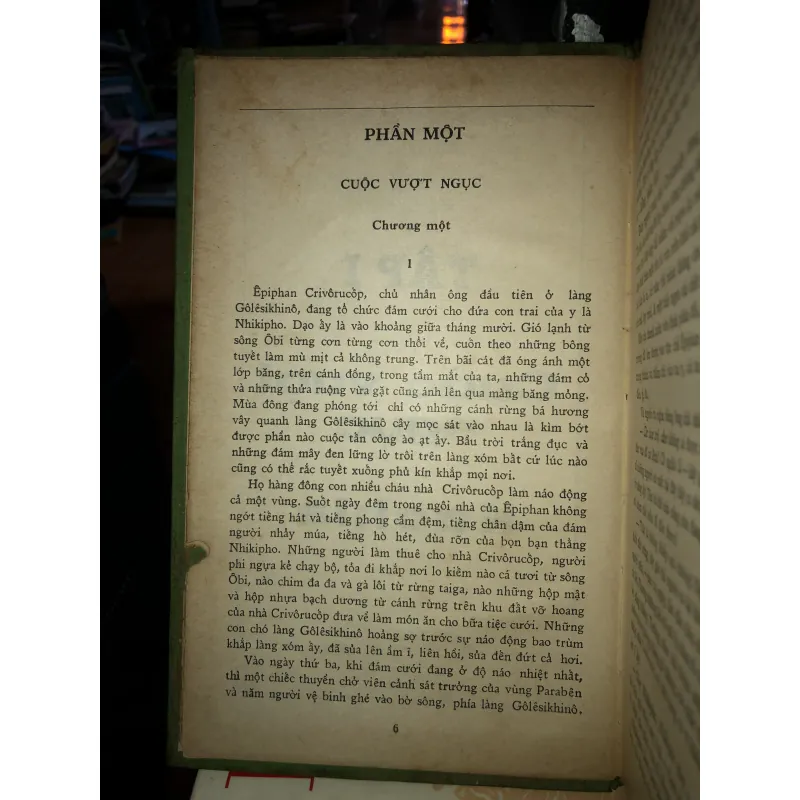 PHẦN MỘT
CUỘC VƯỢT NGỤC
Chương một
I
Êpiphan Crivôrucốp, chủ nhân ông đầu tiên ở làng
Gôlêsikhinô, đang tổ chức đám cưới cho đứa con trai của y là
Nhikipho. Dạo ấy là vào khoảng giữa tháng mười. Gió lạnh từ
sông Ôbi từng cơn từng cơn thổi về, cuốn theo những bông
tuyết làm mù mịt cả không trung. Trên bãi cát đã óng ánh một
lớp băng, trên cánh đồng, trong tầm mắt của ta, những đám cỏ
và những thửa ruộng vừa gặt cũng ánh lên qua màng băng mỏng.
Mùa đông đang phóng tới chỉ có những cánh rừng bá hương
vây quanh làng Gôlêsikhinô cây mọc sát vào nhau là kìm bớt
được phần nào cuộc tấn công ào ạt ấy. Bầu trời trắng đục và
những đám mây đen lững lờ trôi trên làng xóm bất cứ lúc nào
cũng có thể rắc tuyết xuống phủ kín khắp mọi nơi.
Họ hàng đông con nhiều cháu nhà Crivôrucốp làm náo động
cả một vùng. Suốt ngày đêm trong ngôi nhà của Êpiphan không
ngớt tiếng hát và tiếng phong cầm đệm, tiếng chân dậm của đám
người nhảy múa, tiếng hò hét, đùa rỡn của bọn bạn thằng
Nhikipho. Những người làm thuê cho nhà Crivôrucốp, người
phi ngựa kẻ chạy bộ, tỏa đi khắp nơi lo kiếm nào cá tươi từ sông
Ôbi, nào chim đa đa và gà lôi từ rừng taiga, nào những hộp mật
và hộp nhựa bạch dương từ cánh rừng trên khu đất vỡ hoang
của nhà Crivôrucốp đưa về làm món ăn cho bữa tiệc cưới. Những
con chó làng Gôlêsikhinô hoảng sợ trước sự náo động bao trùm
khắp làng xóm ấy, đã sủa lên ầm ĩ, liên hồi, sủa đến đứt cả hơi.
Vào ngày thứ ba, khi đám cưới đang ở độ náo nhiệt nhất,
thì một chiếc thuyền chở viên cảnh sát trưởng của vùng Parabên
và năm người vệ binh ghé vào bờ sông, phía làng Gôlêsikhinô.
6